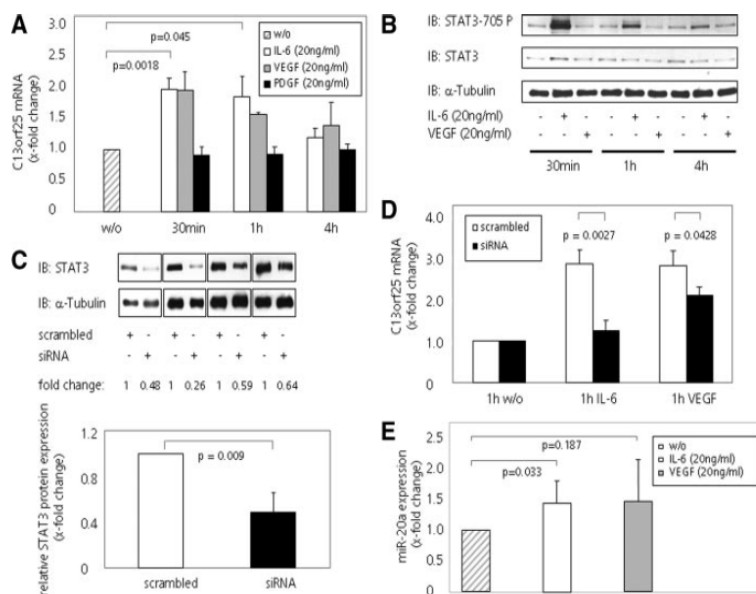 A
3.0
2.5
2.0
1.5
1.0
0.5
0.0
C13orf25 mRNA
(x-fold change)
p=0.045
p=0.0018
w/o
IL-6 (20ng/ml)
VEGF (20ng/ml)
PDGF (20ng/ml)
w/o 30min 1h 4h
B
IB: STAT3-705 P
IB: STAT3
IB: α-Tubulin
IL-6 (20ng/ml) - + - - + - - + -
VEGF (20ng/ml) - - + - - + - - +
30min 1h 4h
C
IB: STAT3
IB: α-Tubulin
scrambled + - + - + - + -
siRNA - + - + - + - +
fold change: 1 0.48 1 0.26 1 0.59 1 0.64
relative STAT3 protein expression
(x-fold change)
1.2
0.8
0.4
0
p = 0.009
scrambled siRNA
D
C13orf25 mRNA
(x-fold change)
4.0
3.0
2.0
1.0
0.0
scrambled
siRNA
p = 0.0027 p = 0.0428
1h w/o 1h IL-6 1h VEGF
E
miR-20a expression
(x-fold change)
2.5
2.0
1.5
1.0
0.5
0.0
p=0.187
p=0.033
w/o
IL-6 (20ng/ml)
VEGF (20ng/ml)